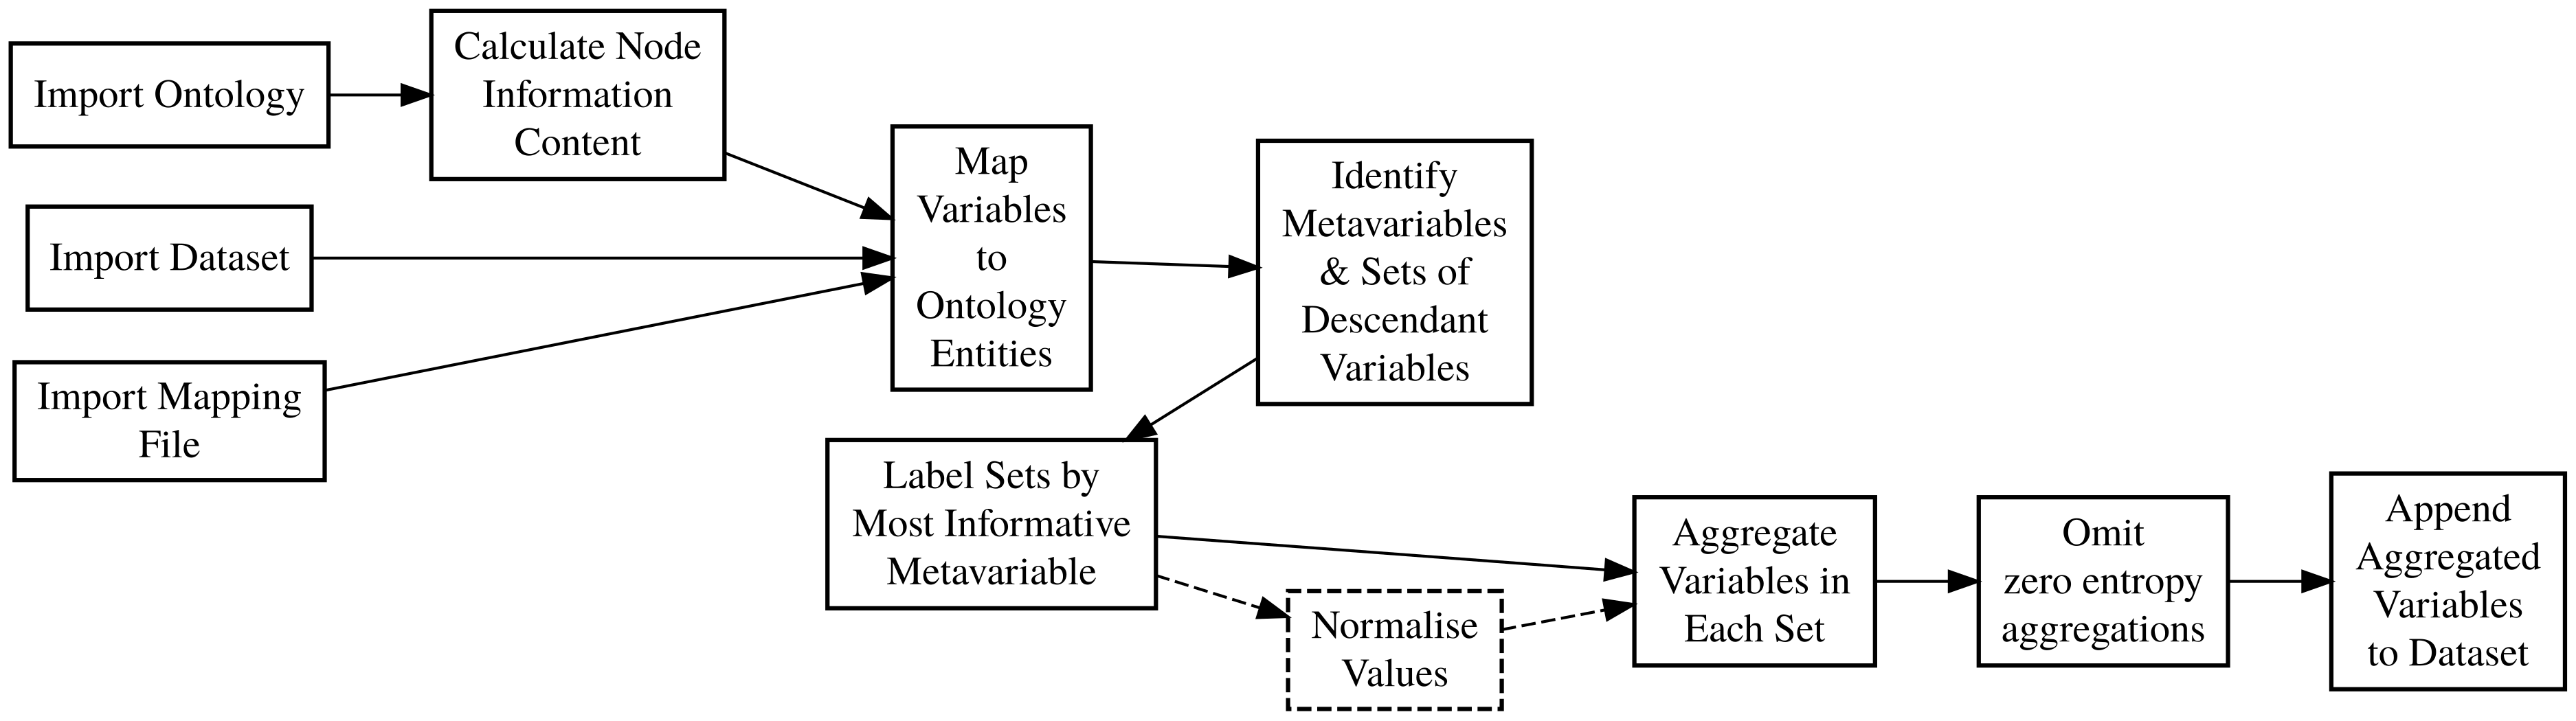 Import Ontology
Calculate Node
Information
Content
Import Dataset
Import Mapping
File
Map
Variables
to
Ontology
Entities
Identify
Metavariables
& Sets of
Descendant
Variables
Label Sets by
Most Informative
Metavariable
Normalise
Values
Aggregate
Variables in
Each Set
Omit
zero entropy
aggregations
Append
Aggregated
Variables
to Dataset